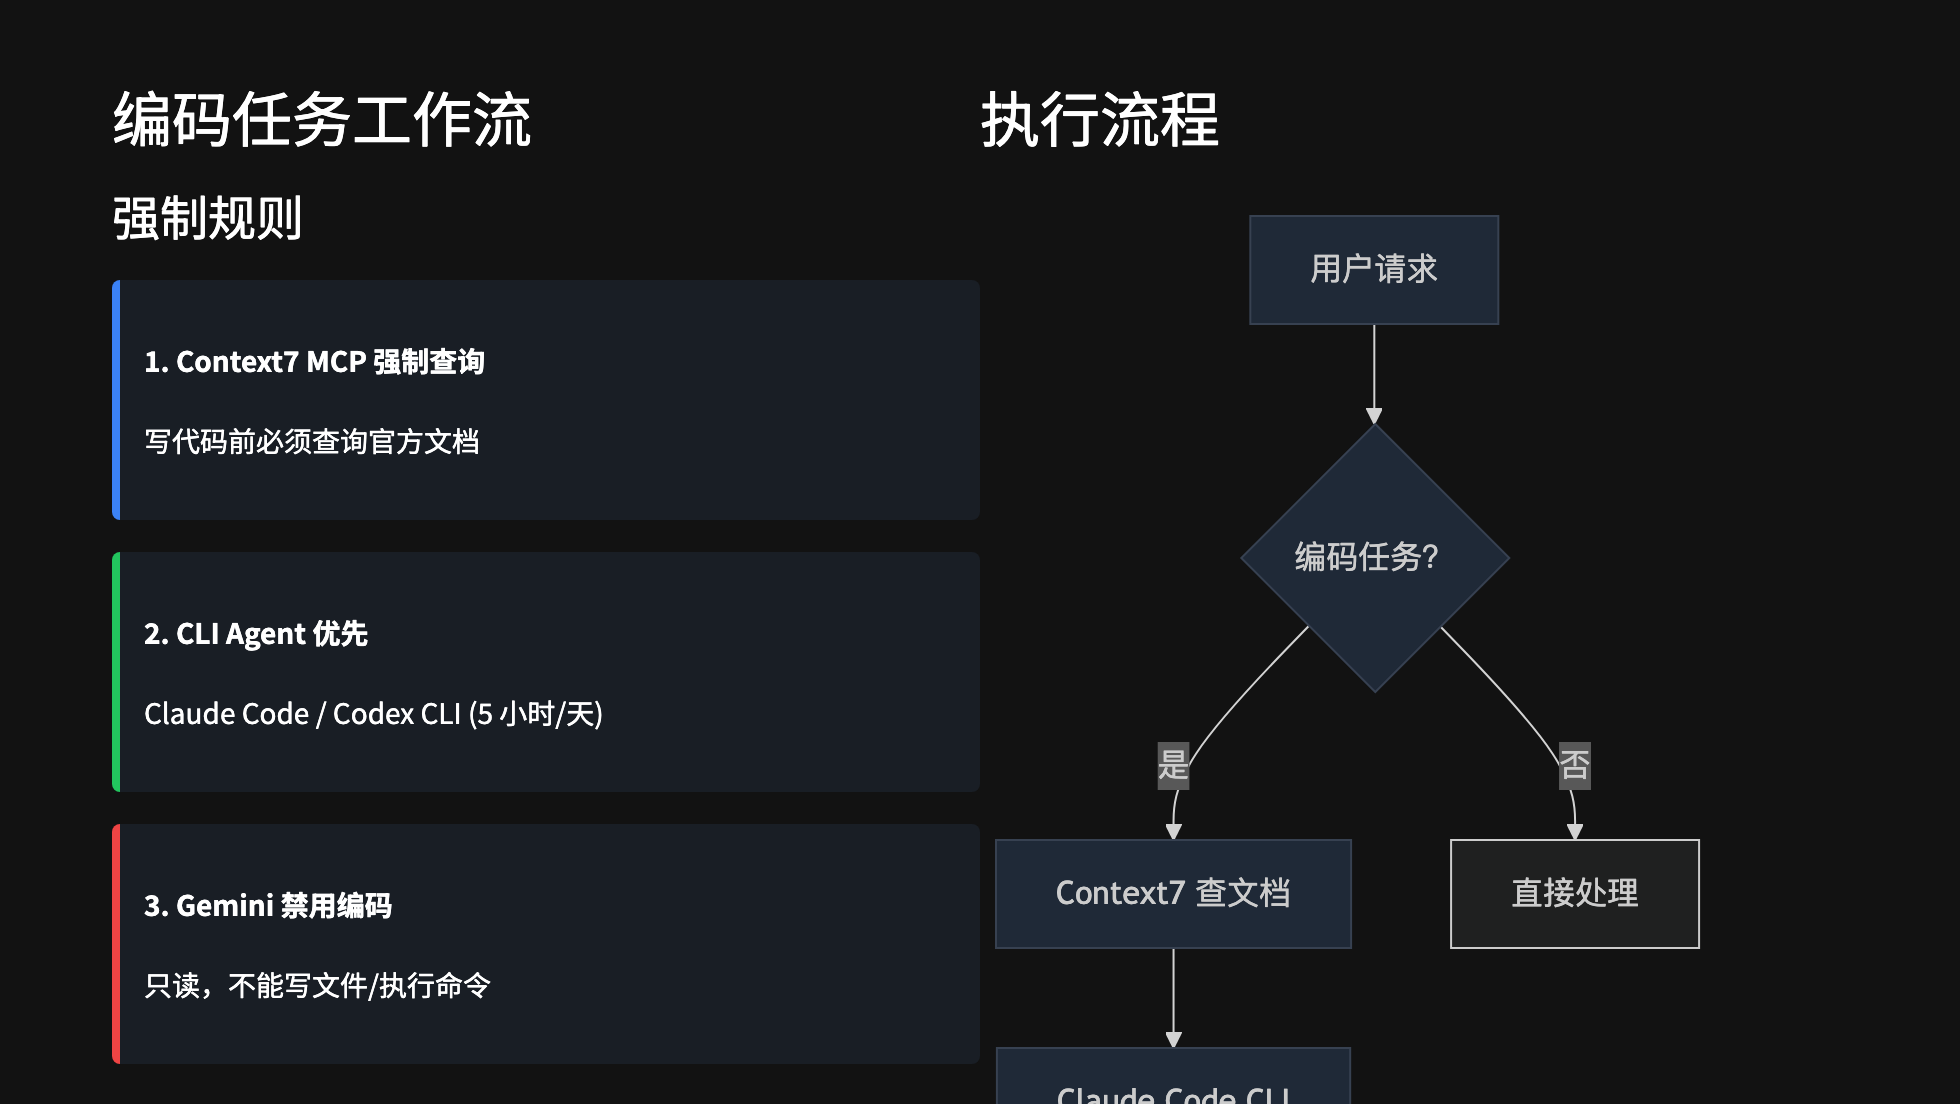 编码任务工作流
强制规则
1. Context7 MCP 强制查询
写代码前必须查询官方文档
2. CLI Agent 优先
Claude Code / Codex CLI (5 小时/天)
3. Gemini 禁用编码
只读，不能写文件/执行命令
执行流程
用户请求
编码任务?
是
否
Context7 查文档
直接处理
Claude Code CLI